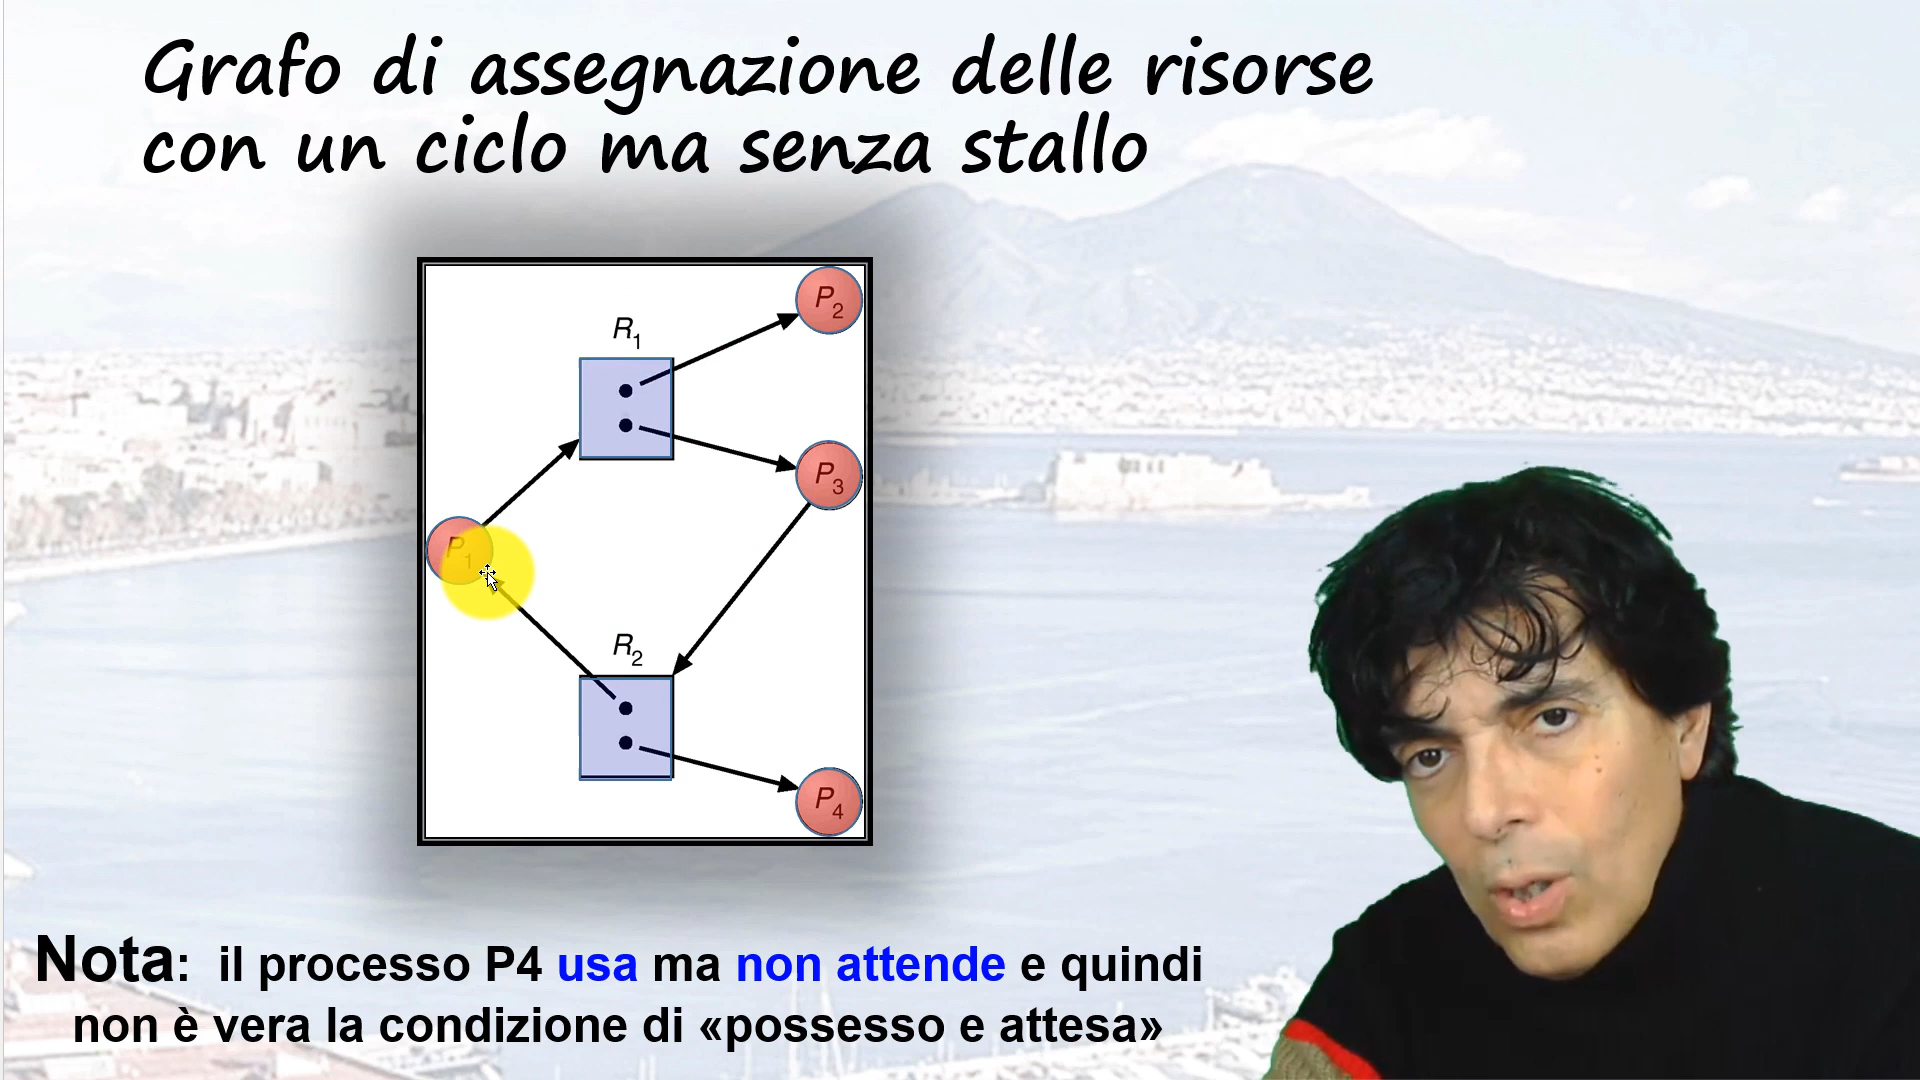 Grafo di assegnazione delle risorse
con un ciclo ma senza stallo
P2
R1
P3
P1
R2
P4
Nota: il processo P4 usa ma non attende e quindi
non è vera la condizione di «possesso e attesa»